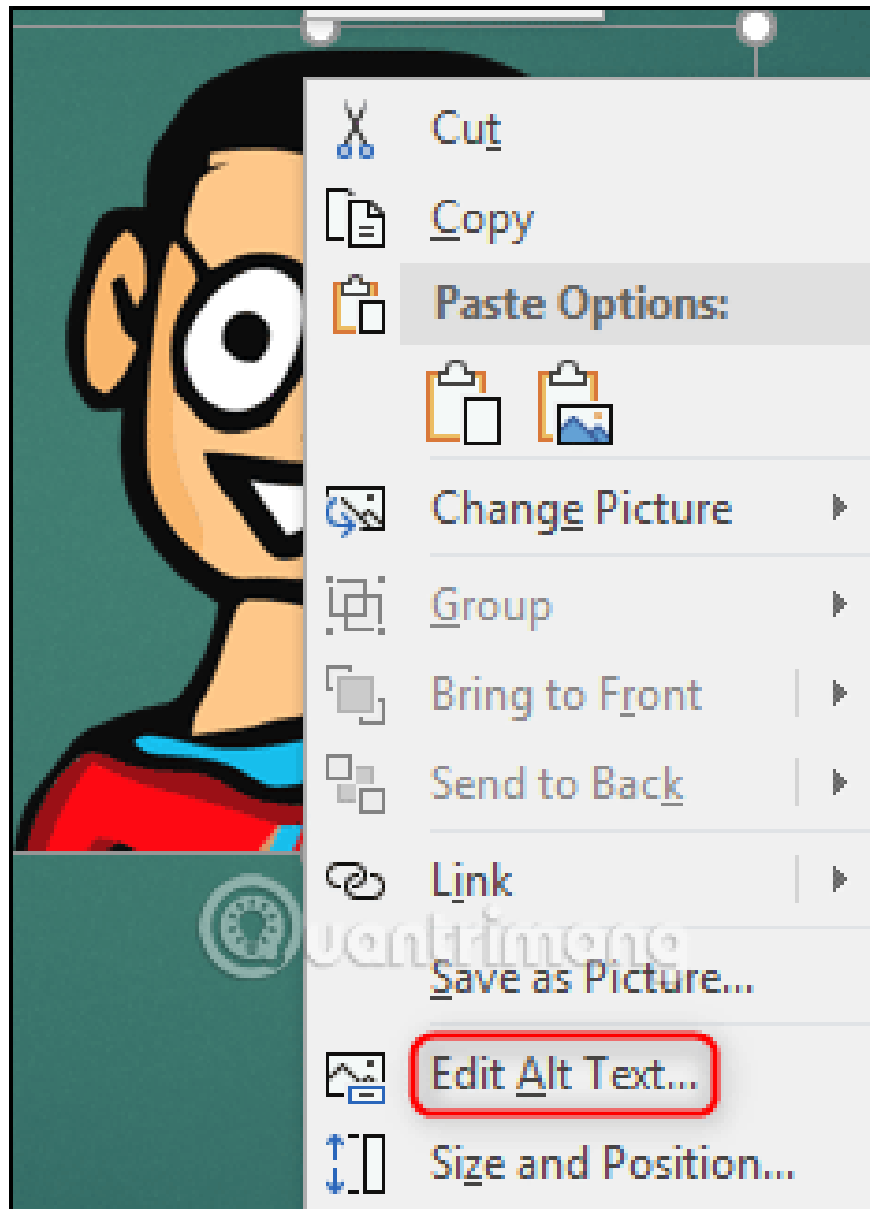 Cut
Copy
Paste Options:
Change Picture
Group
Bring to Front
Send to Back
Link
uantrimang
Save as Picture...
Edit Alt Text...
Size and Position...